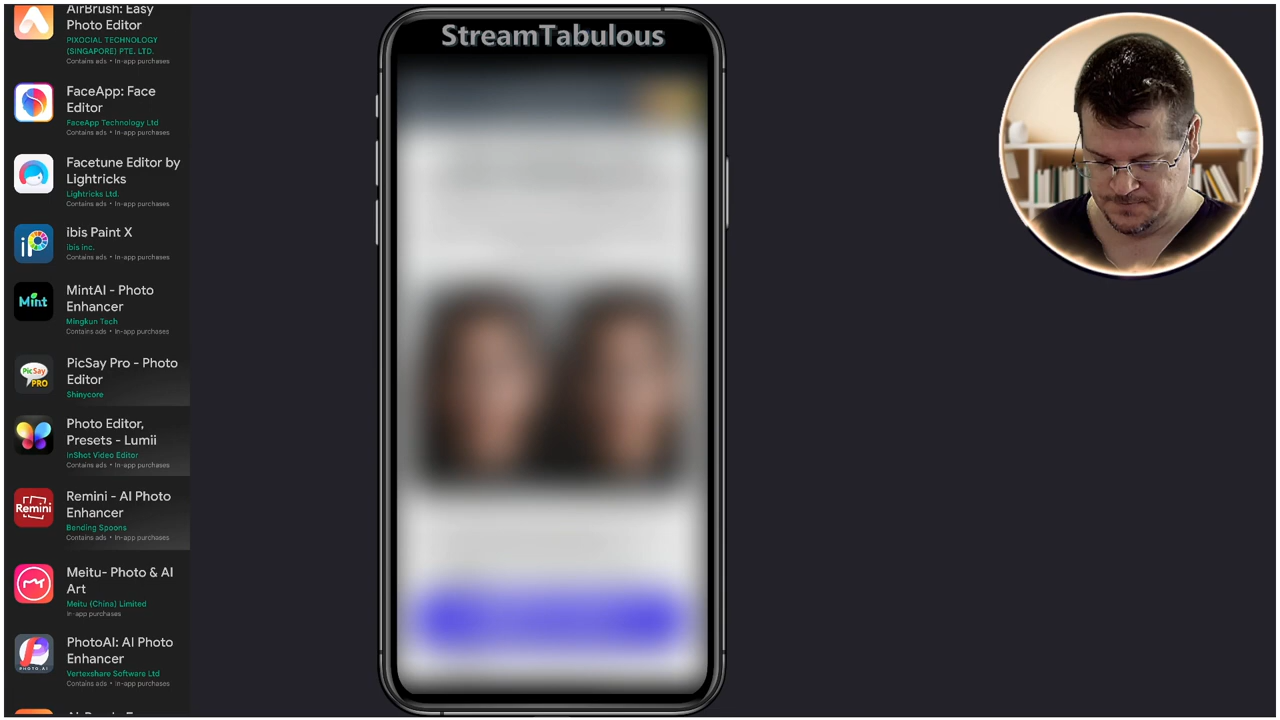 AirBrush: Easy
Photo Editor
PIXOCIAL TECHNOLOGY
(SINGAPORE) PTE. LTD.
Contains ads • In-app purchases
FaceApp: Face
Editor
FaceApp Technology Ltd
Contains ads • In-app purchases
Facetune Editor by
Lightricks
Lightricks Ltd.
Contains ads • In-app purchases
iP
ibis Paint X
ibis inc.
Contains ads • In-app purchases
Mint
MintAI - Photo
Enhancer
Mingkun Tech
Contains ads • In-app purchases
PicSay
PRO
PicSay Pro - Photo
Editor
Shinycore
Photo Editor,
Presets - Lumii
InShot Video Editor
Contains ads • In-app purchases
Remini
Remini - AI Photo
Enhancer
Bending Spoons
Contains ads • In-app purchases
Meitu- Photo & AI
Art
Meitu (China) Limited
In-app purchases
PHOTO.AI
PhotoAI: AI Photo
Enhancer
Vertexshare Software Ltd
Contains ads • In-app purchases
StreamTabulous